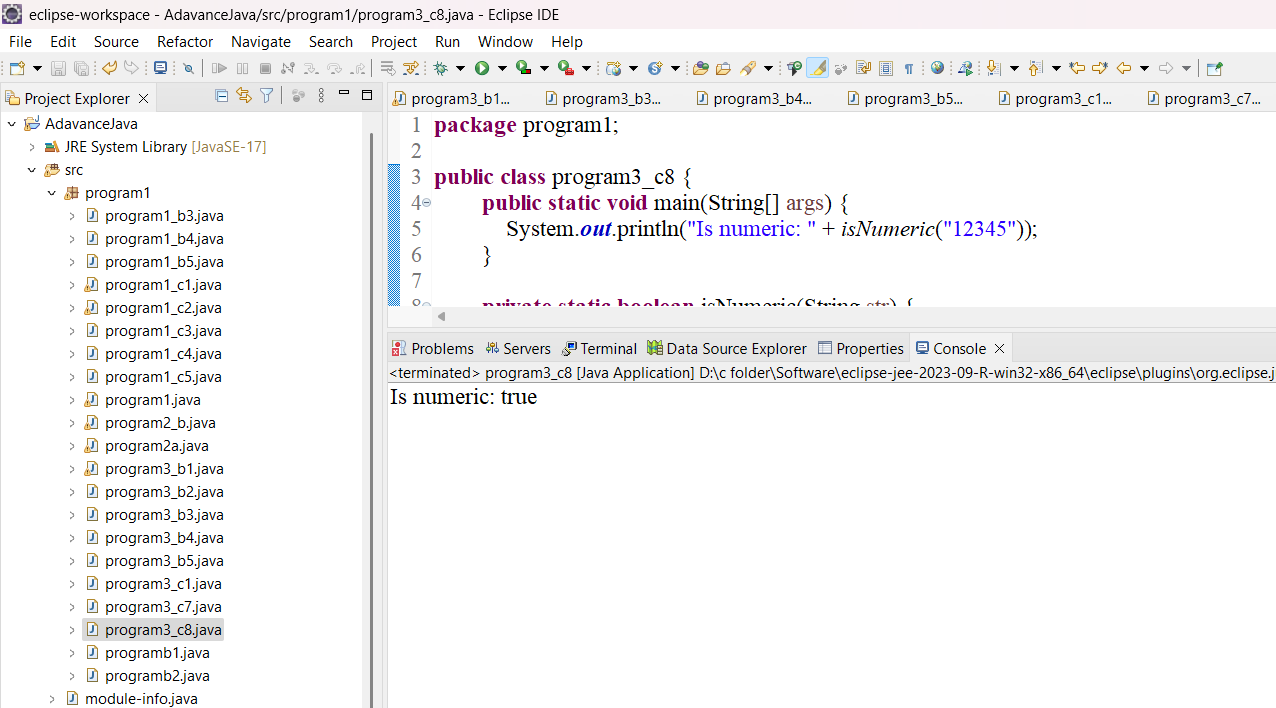 eclipse-workspace - AdavanceJava/src/program1/program3_c8.java - Eclipse IDE
File Edit Source Refactor Navigate Search Project Run Window Help
Project Explorer
AdavanceJava
JRE System Library [JavaSE-17]
src
program1
program1_b3.java
program1_b4.java
program1_b5.java
program1_c1.java
program1_c2.java
program1_c3.java
program1_c4.java
program1_c5.java
program1.java
program2_b.java
program2a.java
program3_b1.java
program3_b2.java
program3_b3.java
program3_b4.java
program3_b5.java
program3_c1.java
program3_c7.java
program3_c8.java
programb1.java
programb2.java
module-info.java
program3_b1... program3_b3... program3_b4... program3_b5... program3_c1... program3_c7...
1 package program1;
2
3 public class program3_c8 {
4 public static void main(String[] args) {
5 System.out.println("Is numeric: " + isNumeric("12345"));
6 }
7
8 private static boolean isNumeric(String str) {
Problems Servers Terminal Data Source Explorer Properties Console
<terminated> program3_c8 [Java Application] D:\c folder\Software\eclipse-jee-2023-09-R-win32-x86_64\eclipse\plugins\org.eclipse.j
Is numeric: true